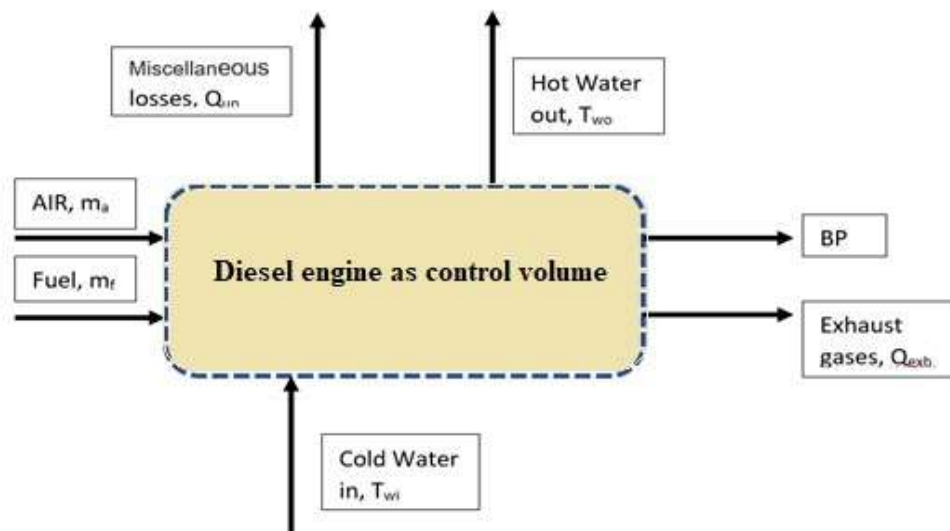 Miscellaneous
losses, Qun
Hot Water
out, Two
AIR, ma
Fuel, mf
Diesel engine as control volume
BP
Exhaust
gases, Qexh.
Cold Water
in, Twi